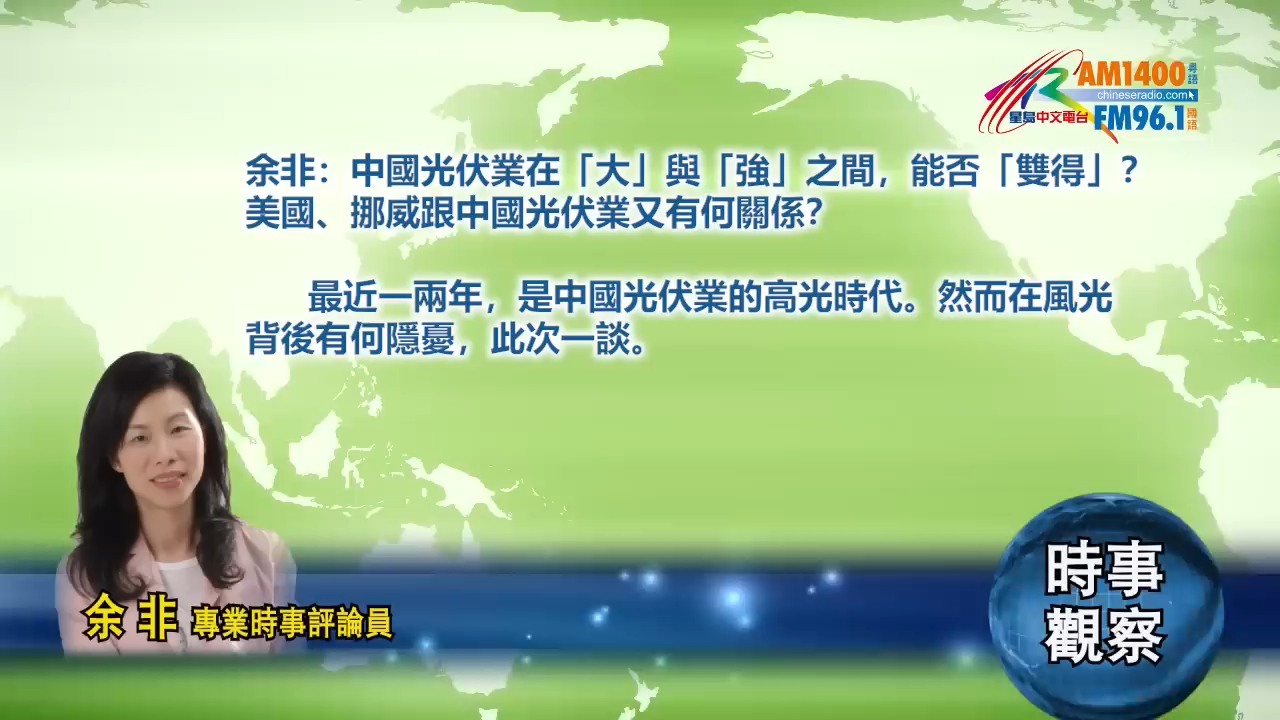 AM1400 粵語
chineseradio.com
星島中文電台 FM96.1 國語
余非：中國光伏業在「大」與「強」之間，能否「雙得」？
美國、挪威跟中國光伏業又有何關係？
最近一兩年，是中國光伏業的高光時代。然而在風光
背後有何隱憂，此次一談。
余非 專業時事評論員
時事
觀察